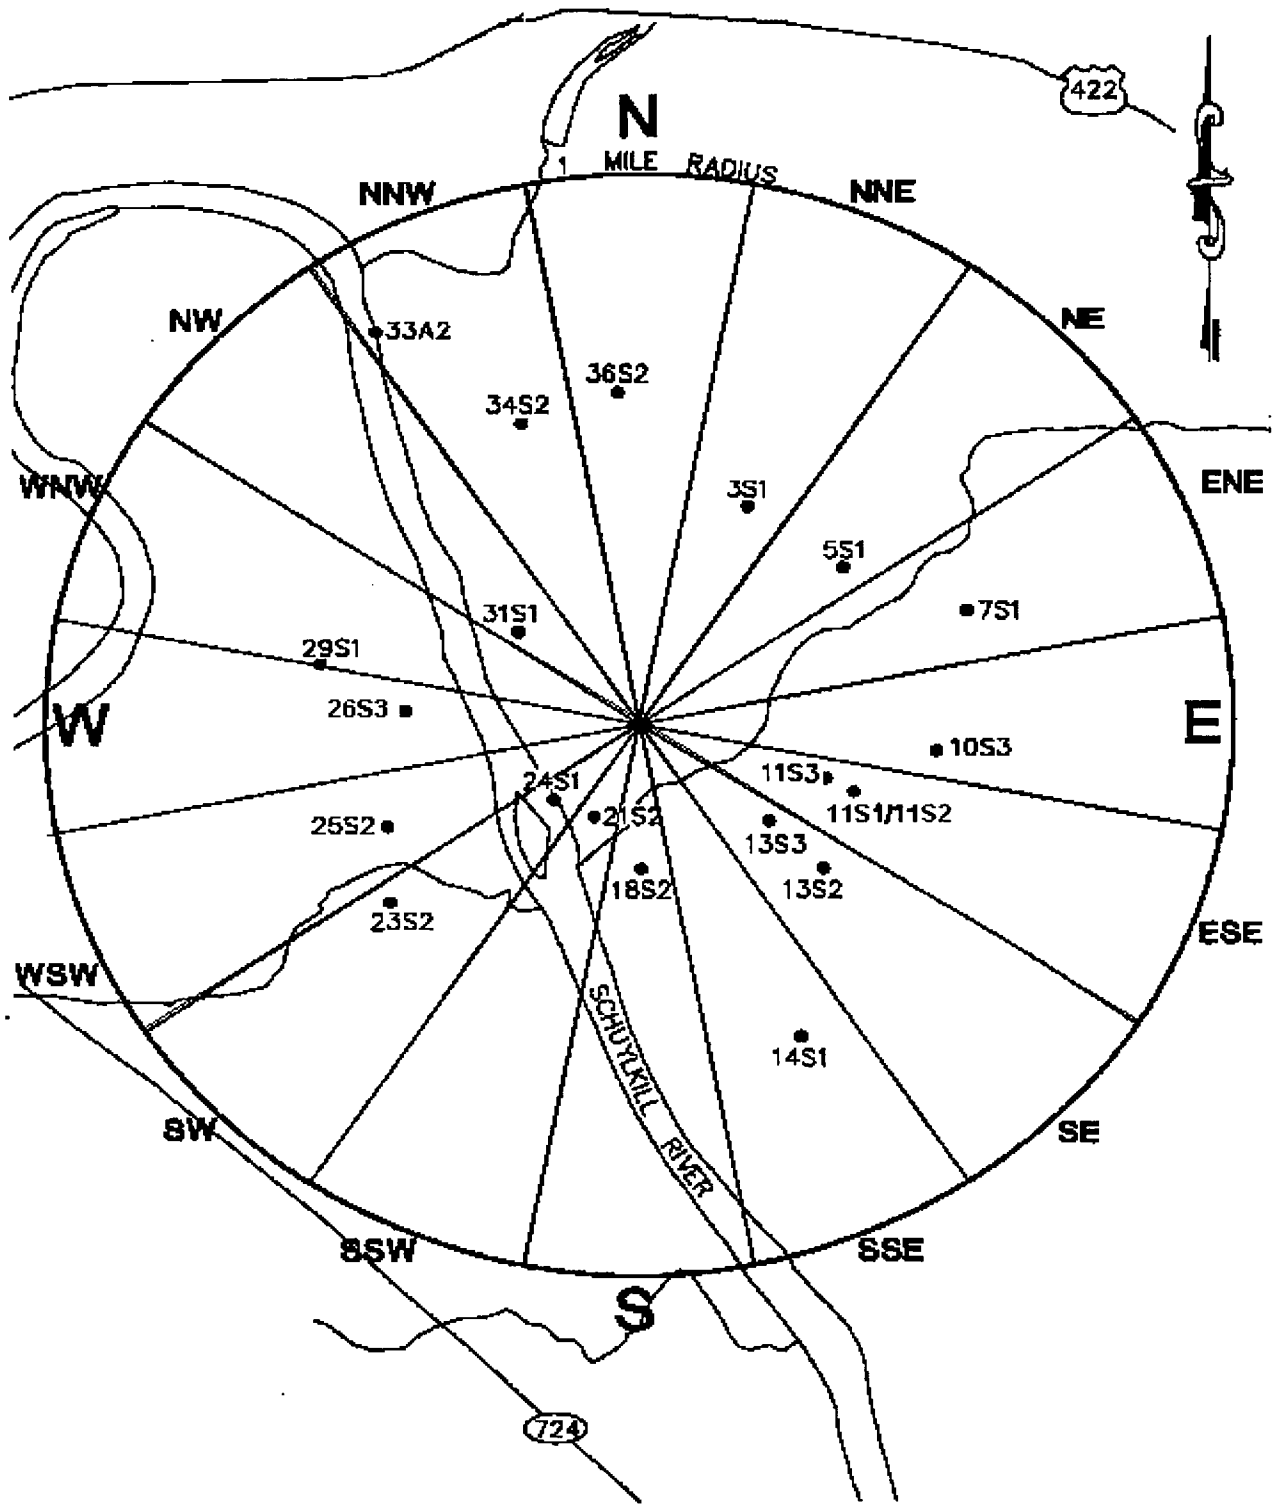 422
N
1 MILE RADIUS
NNW
NNE
NW
NE
33A2
36S2
34S2
WNW
ENE
3S1
5S1
31S1
7S1
29S1
26S3
W
E
10S3
11S3
24S1
11S1/11S2
25S2
21S2
13S3
18S2
13S2
23S2
ESE
WSW
SCHUYLKILL RIVER
14S1
SW
SE
SSW
SSE
S
724